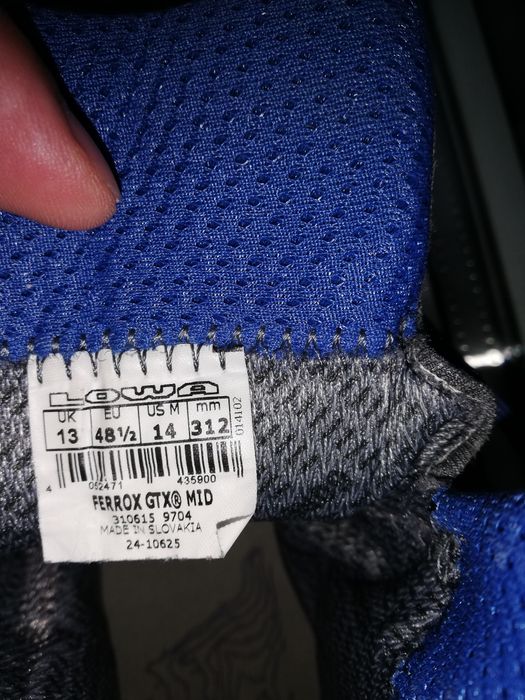 LOWA
UK EU US M mm
13 48½ 14 312
014102
4 052471 435900
FERROX GTX® MID
310615 9704
MADE IN SLOVAKIA
24-10625